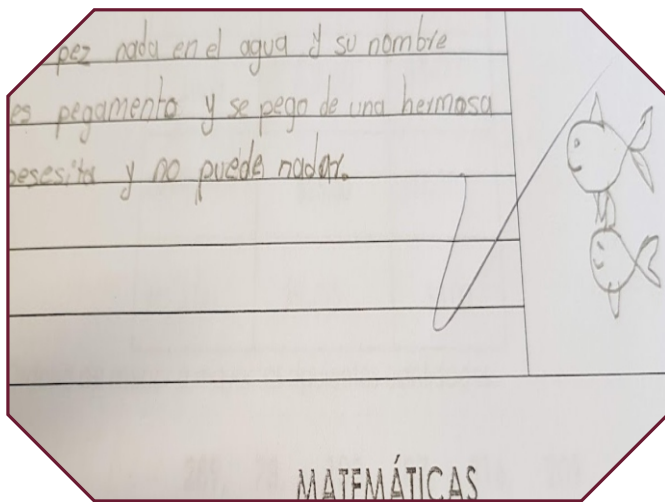 pez nada en el agua y su nombre
es pegamento y se pego de una hermosa
pesesita y no puede nadar.
MATEMÁTICAS